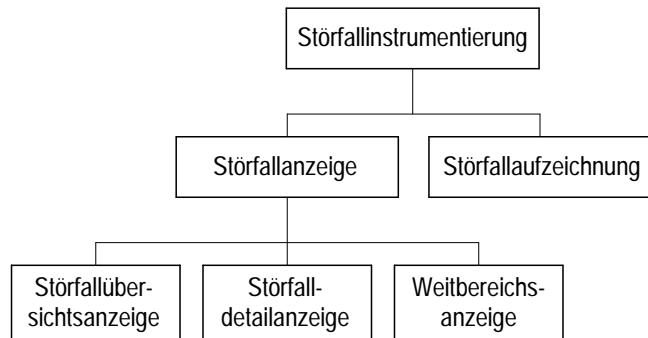 Störfallinstrumentierung
Störfallanzeige
Störfallaufzeichnung
Störfallüber-
sichtsanzeige
Störfall-
detailanzeige
Weitbereichs-
anzeige